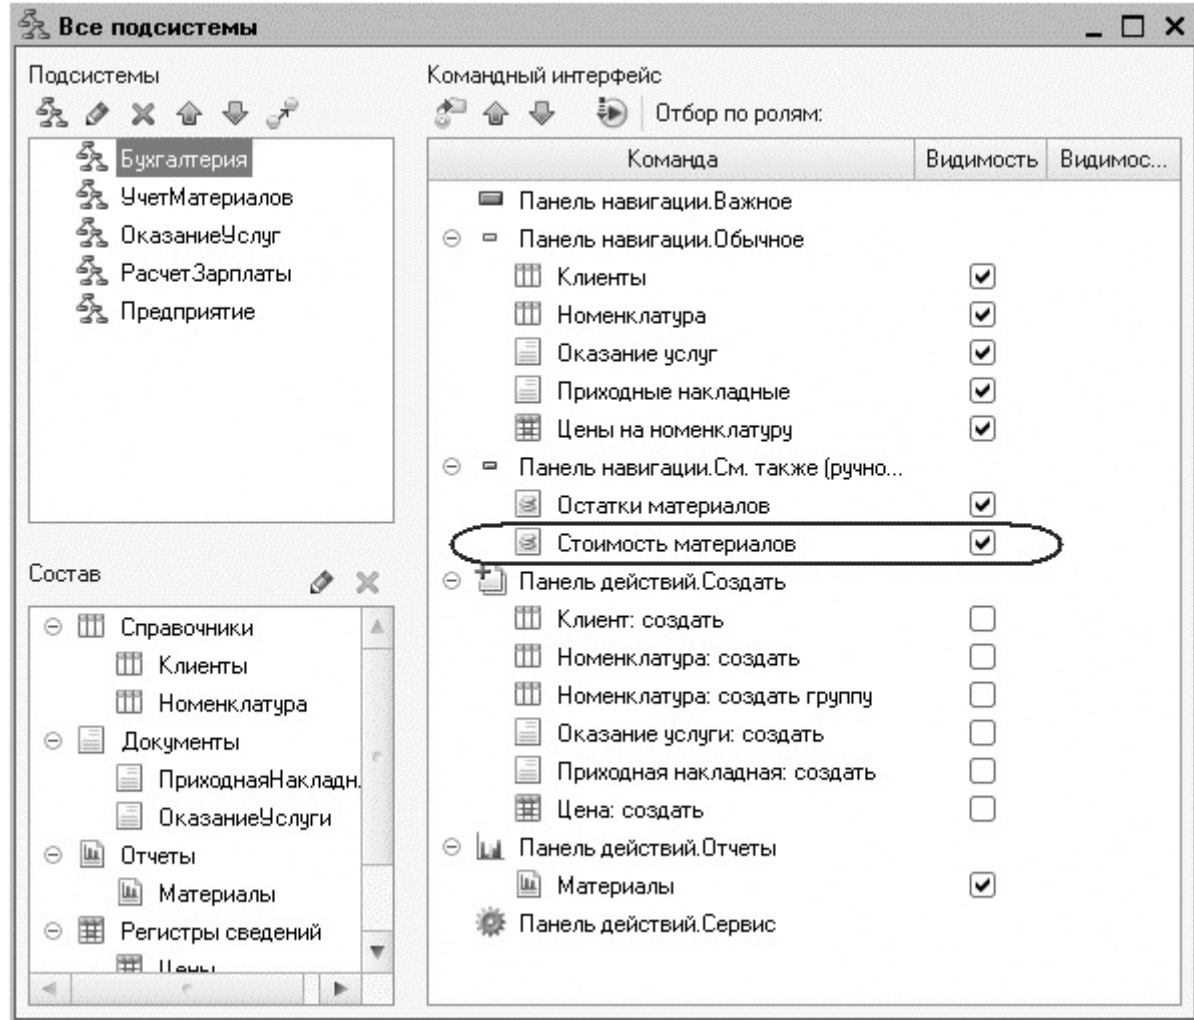 Все подсистемы
Подсистемы
Бухгалтерия
УчетМатериалов
ОказаниеУслуг
РасчетЗарплаты
Предприятие
Состав
Справочники
Клиенты
Номенклатура
Документы
ПриходнаяНакладн.
ОказаниеУслуги
Отчеты
Материалы
Регистры сведений
Цены
Командный интерфейс
Отбор по ролям:
Команда Видимость Видимос...
Панель навигации.Важное
Панель навигации.Обычное
Клиенты
Номенклатура
Оказание услуг
Приходные накладные
Цены на номенклатуру
Панель навигации.См. также (ручно...
Остатки материалов
Стоимость материалов
Панель действий.Создать
Клиент: создать
Номенклатура: создать
Номенклатура: создать группу
Оказание услуги: создать
Приходная накладная: создать
Цена: создать
Панель действий.Отчеты
Материалы
Панель действий.Сервис